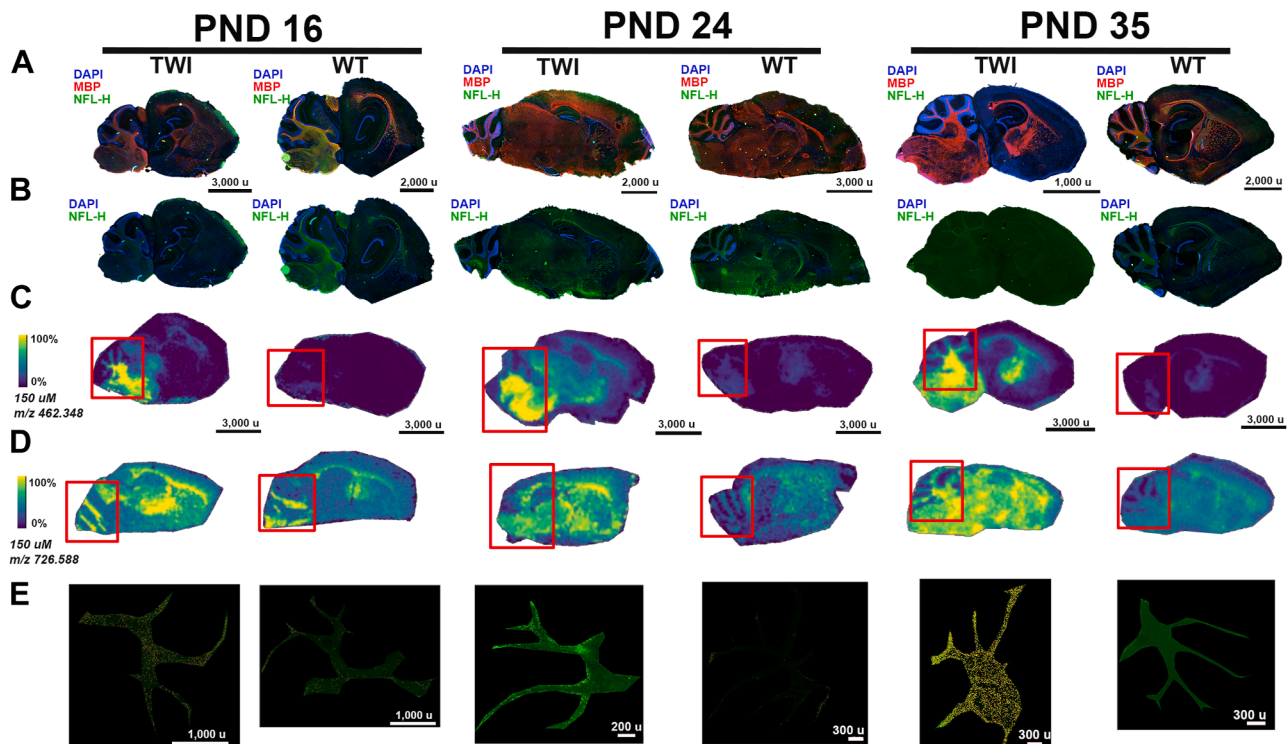 PND 16
PND 24
PND 35
TWI
WT
TWI
WT
TWI
WT
A
DAPI
MBP
NFL-H
DAPI
MBP
NFL-H
DAPI
MBP
NFL-H
DAPI
MBP
NFL-H
DAPI
MBP
NFL-H
DAPI
MBP
NFL-H
3,000 u
2,000 u
2,000 u
3,000 u
1,000 u
2,000 u
B
DAPI
NFL-H
DAPI
NFL-H
DAPI
NFL-H
DAPI
NFL-H
DAPI
NFL-H
DAPI
NFL-H
C
100%
0%
150 uM
m/z 462.348
3,000 u
3,000 u
3,000 u
3,000 u
3,000 u
3,000 u
D
100%
0%
150 uM
m/z 726.588
E
1,000 u
1,000 u
200 u
300 u
300 u
300 u